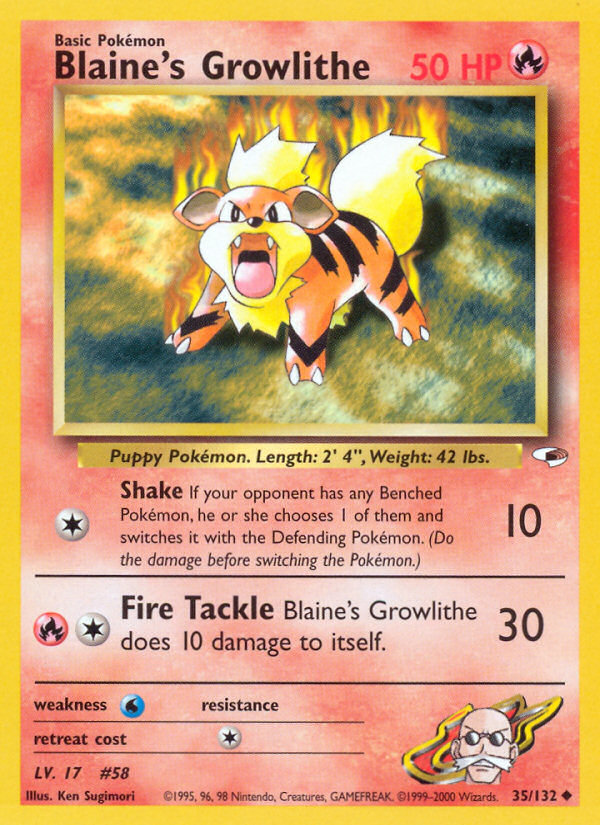 Basic Pokémon
Blaine's Growlithe 50 HP
Puppy Pokémon. Length: 2' 4", Weight: 42 lbs.
Shake If your opponent has any Benched
Pokémon, he or she chooses 1 of them and
switches it with the Defending Pokémon. (Do
the damage before switching the Pokémon.)
10
Fire Tackle Blaine's Growlithe
does 10 damage to itself.
30
weakness
resistance
retreat cost
LV. 17 #58
Illus. Ken Sugimori ©1995, 96, 98 Nintendo, Creatures, GAMEFREAK. ©1999-2000 Wizards. 35/132